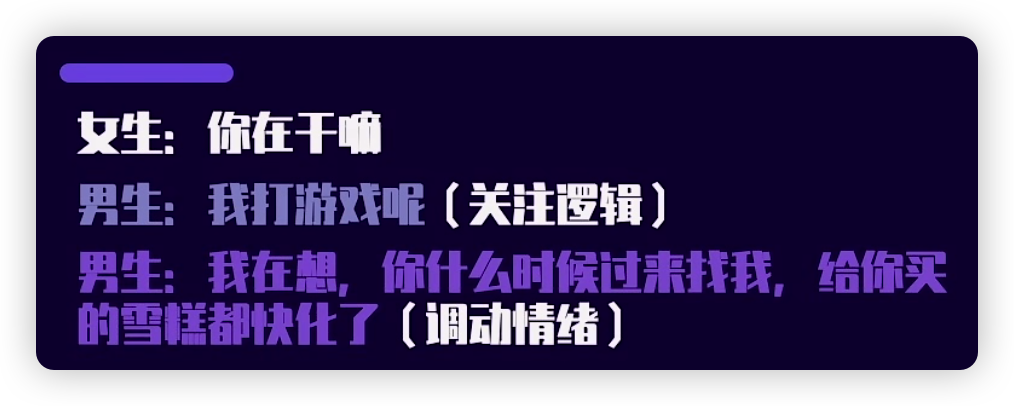 女生：你在干嘛
男生：我打游戏呢（关注逻辑）
男生：我在想，你什么时候过来找我，给你买
的雪糕都快化了（调动情绪）